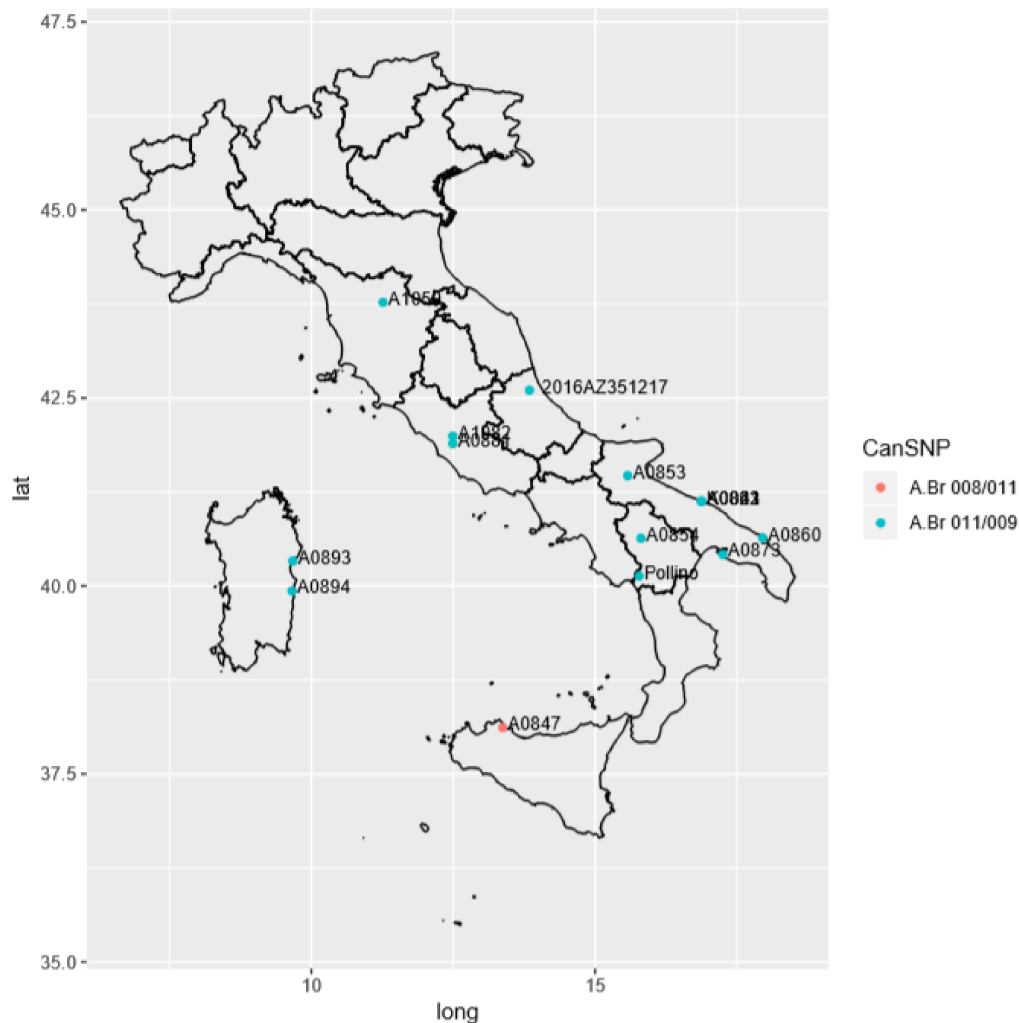 47.5
45.0
42.5
40.0
37.5
35.0
lat
10
15
long
A1059
2016AZ351217
A1082
A0853
A0854
A0860
A0873
Pollino
A0893
A0894
A0847
CanSNP
A.Br 008/011
A.Br 011/009